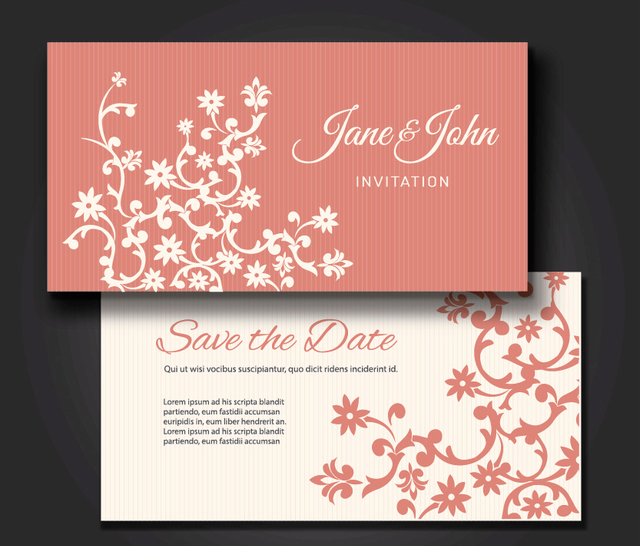 Jane & John
INVITATION
Save the Date
Qui ut wisi vocibus suscipiantur, quo dicit ridens inciderint id.
Lorem ipsum ad his scripta blandit
partiendo, eum fastidii accumsan
euripidis in, eum liber hendrerit an.
Lorem ipsum ad his scripta blandit
partiendo, eum fastidii accumsan